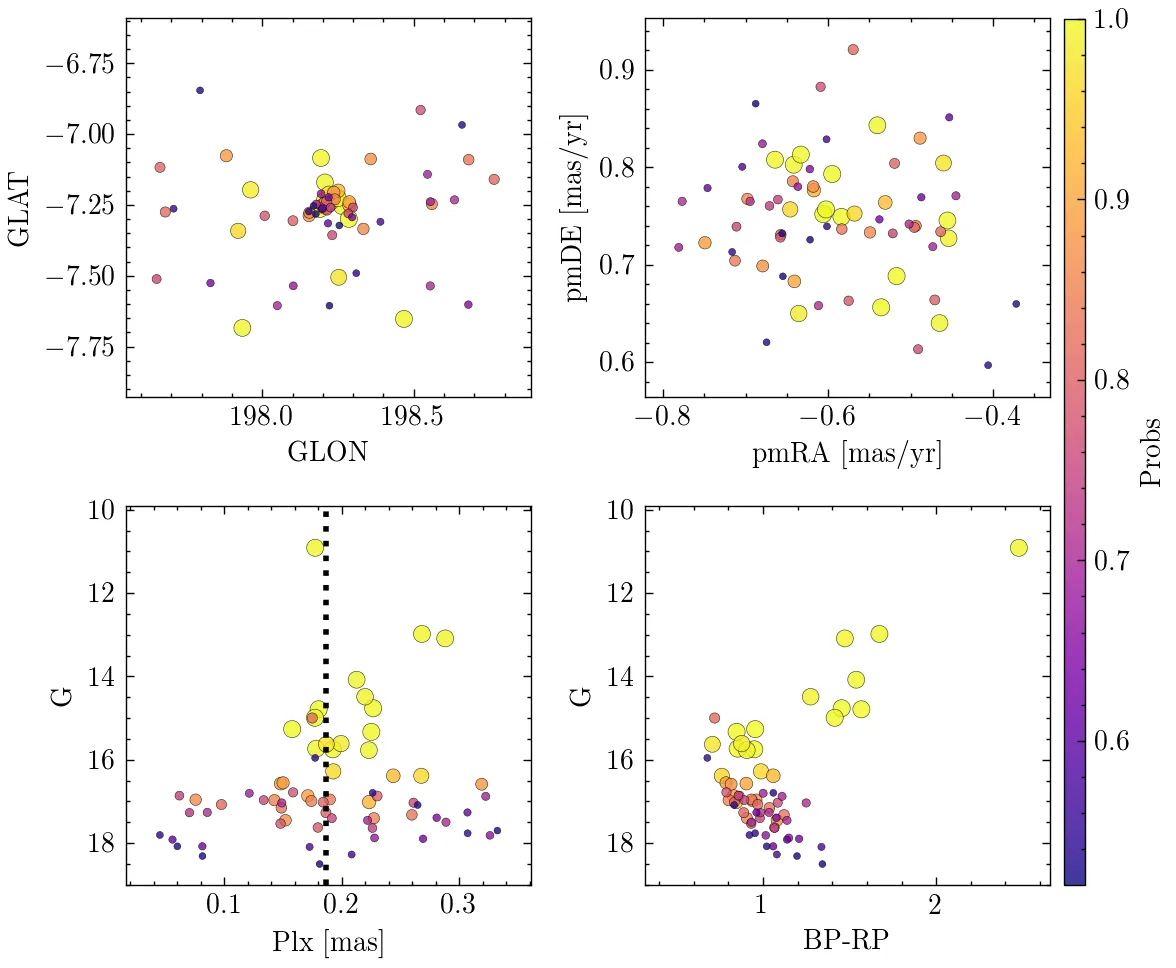 −6.75
−7.00
−7.25
−7.50
−7.75
GLAT
198.0 198.5
GLON
0.9
0.8
0.7
0.6
pmDE [mas/yr]
−0.8 −0.6 −0.4
pmRA [mas/yr]
10
12
14
16
18
G
0.1 0.2 0.3
Plx [mas]
10
12
14
16
18
G
1 2
BP-RP
1.0
0.9
0.8
0.7
0.6
Probs